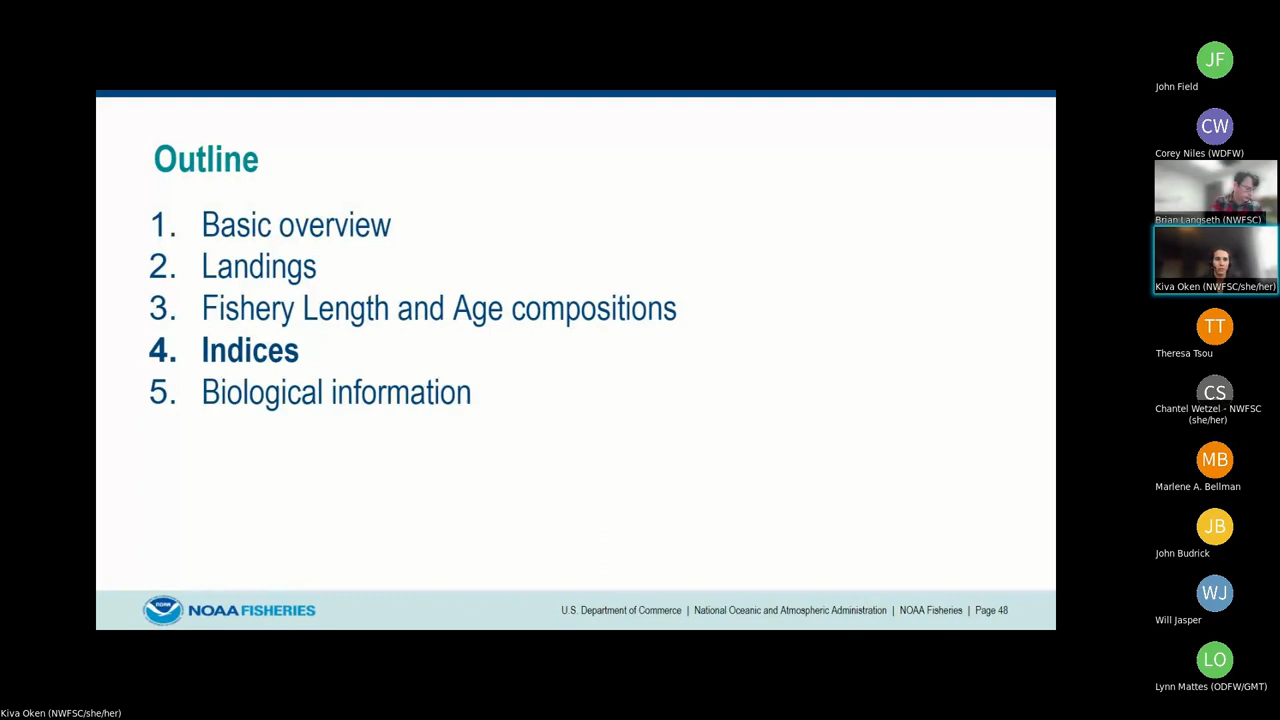 Outline
1. Basic overview
2. Landings
3. Fishery Length and Age compositions
4. Indices
5. Biological information
NOAA
NOAA FISHERIES
U.S. Department of Commerce | National Oceanic and Atmospheric Administration | NOAA Fisheries | Page 48
JF
John Field
CW
Corey Niles (WDFW)
Brian Langseth (NWFSC)
Kiva Oken (NWFSC/she/her)
TT
Theresa Tsou
CS
Chantel Wetzel - NWFSC
(she/her)
MB
Marlene A. Bellman
JB
John Budrick
WJ
Will Jasper
LO
Lynn Mattes (ODFW/GMT)
Kiva Oken (NWFSC/she/her)